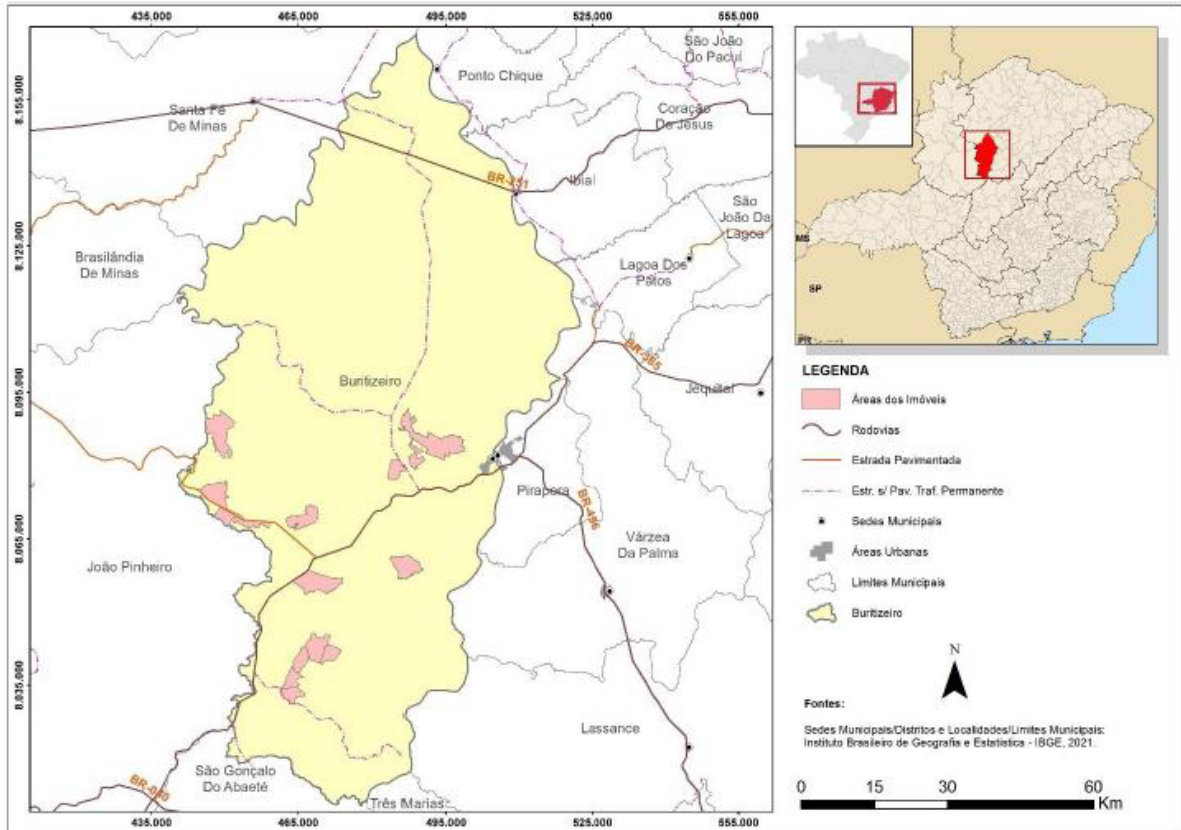 435.000 465.000 495.000 525.000 555.000
8.155.000
8.125.000
8.095.000
8.065.000
8.035.000
São João
Do Pacuí
Ponto Chique
Santa Fé
De Minas
Coração
De Jesus
Ibiaí
São
João Da
Lagoa
Brasilândia
De Minas
Lagoa Dos
Patos
BR-365
Buritizeiro
Jequitaí
Pirapora
BR-496
Várzea
Da Palma
João Pinheiro
Lassance
São Gonçalo
Do Abaeté
BR-040
Três Marias
435.000 465.000 495.000 525.000 555.000
MS
SP
PR
LEGENDA
Áreas dos Imóveis
Rodovias
Estrada Pavimentada
Estr. s/ Pav. Traf. Permanente
Sedes Municipais
Áreas Urbanas
Limites Municipais
Buritizeiro
N
Fontes:
Sedes Municipais/Distritos e Localidades/Limites Municipais:
Instituto Brasileiro de Geografia e Estatística - IBGE, 2021.
0 15 30 60
Km